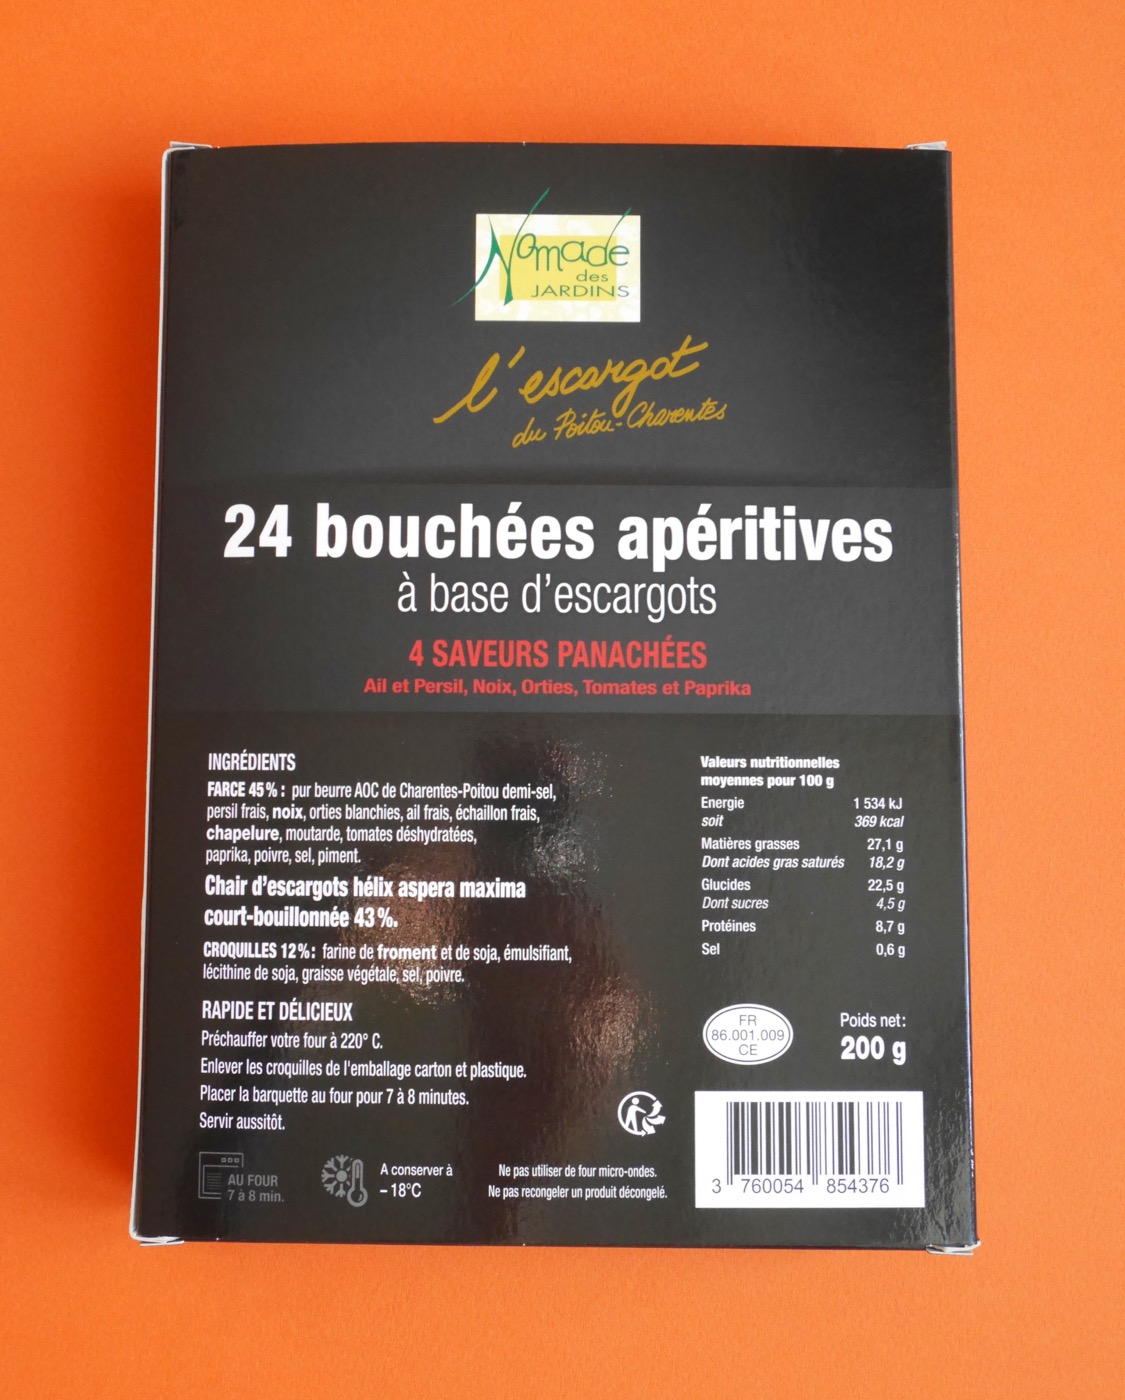 Nomade
des
JARDINS
l'escargot
du Poitou-Charentes
24 bouchées apéritives
à base d'escargots
4 SAVEURS PANACHÉES
Ail et Persil, Noix, Orties, Tomates et Paprika
INGRÉDIENTS
FARCE 45% : pur beurre AOC de Charentes-Poitou demi-sel,
persil frais, noix, orties blanchies, ail frais, échaillon frais,
chapelure, moutarde, tomates déshydratées,
paprika, poivre, sel, piment.
Chair d'escargots hélix aspera maxima
court-bouillonnée 43%.
CROQUILLES 12% : farine de froment et de soja, émulsifiant,
lécithine de soja, graisse végétale, sel, poivre.
RAPIDE ET DÉLICIEUX
Préchauffer votre four à 220° C.
Enlever les croquilles de l'emballage carton et plastique.
Placer la barquette au four pour 7 à 8 minutes.
Servir aussitôt.
AU FOUR
7 à 8 min.
A conserver à
– 18°C
Ne pas utiliser de four micro-ondes.
Ne pas recongeler un produit décongelé.
Valeurs nutritionnelles
moyennes pour 100 g
Energie 1 534 kJ
soit 369 kcal
Matières grasses 27,1 g
Dont acides gras saturés 18,2 g
Glucides 22,5 g
Dont sucres 4,5 g
Protéines 8,7 g
Sel 0,6 g
FR
86.001.009
CE
Poids net :
200 g
3 760054 854376